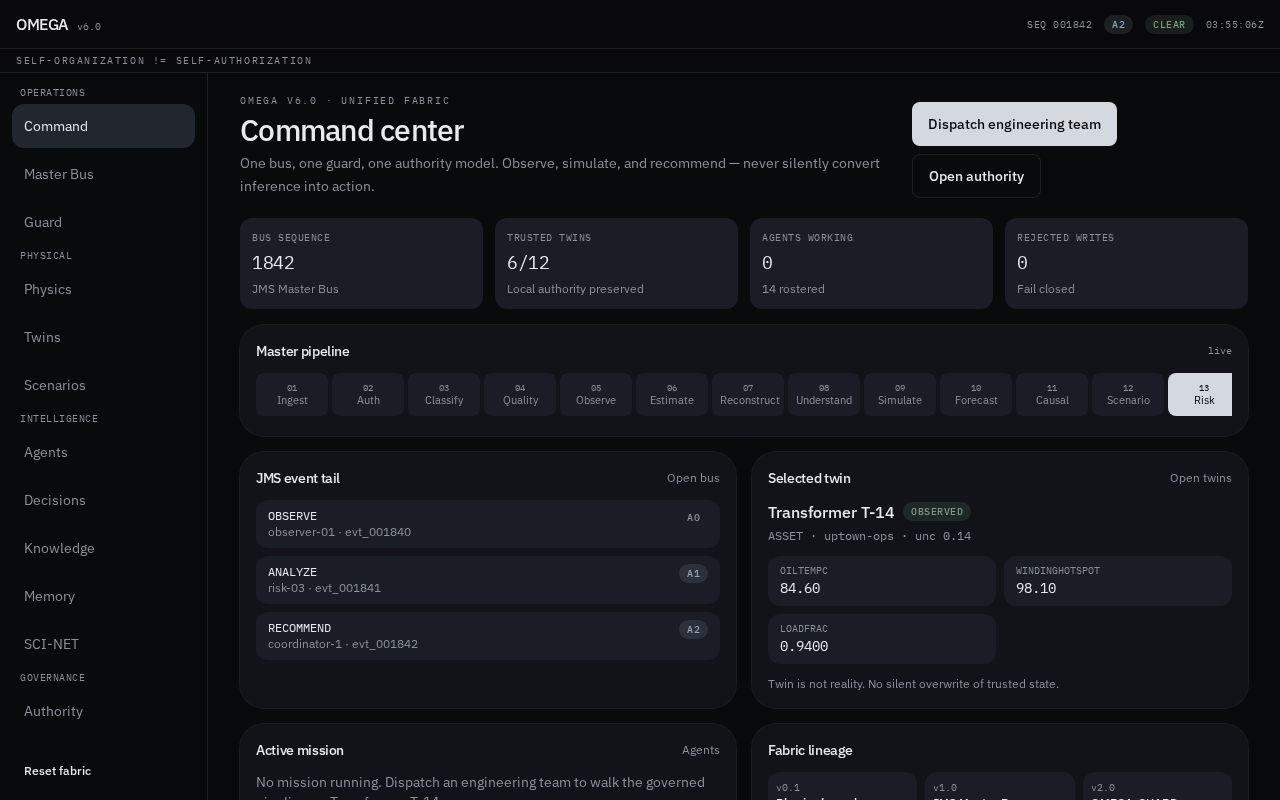 OMEGA v6.0
SEQ 001842 A2 CLEAR 03:55:06Z
SELF-ORGANIZATION != SELF-AUTHORIZATION
OPERATIONS
Command
Master Bus
Guard
PHYSICAL
Physics
Twins
Scenarios
INTELLIGENCE
Agents
Decisions
Knowledge
Memory
SCI-NET
GOVERNANCE
Authority
Reset fabric
OMEGA V6.0 · UNIFIED FABRIC
Command center
One bus, one guard, one authority model. Observe, simulate, and recommend — never silently convert
inference into action.
Dispatch engineering team
Open authority
BUS SEQUENCE
1842
JMS Master Bus
TRUSTED TWINS
6/12
Local authority preserved
AGENTS WORKING
0
14 rostered
REJECTED WRITES
0
Fail closed
Master pipeline
live
01
Ingest
02
Auth
03
Classify
04
Quality
05
Observe
06
Estimate
07
Reconstruct
08
Understand
09
Simulate
10
Forecast
11
Causal
12
Scenario
13
Risk
JMS event tail
Open bus
OBSERVE
observer-01 · evt_001840
A0
ANALYZE
risk-03 · evt_001841
A1
RECOMMEND
coordinator-1 · evt_001842
A2
Selected twin
Open twins
Transformer T-14 OBSERVED
ASSET · uptown-ops · unc 0.14
OILTEMPC
84.60
WINDINGHOTSPOT
98.10
LOADFRAC
0.9400
Twin is not reality. No silent overwrite of trusted state.
Active mission
Agents
No mission running. Dispatch an engineering team to walk the governed
Fabric lineage
v0.1
v1.0
v2.0